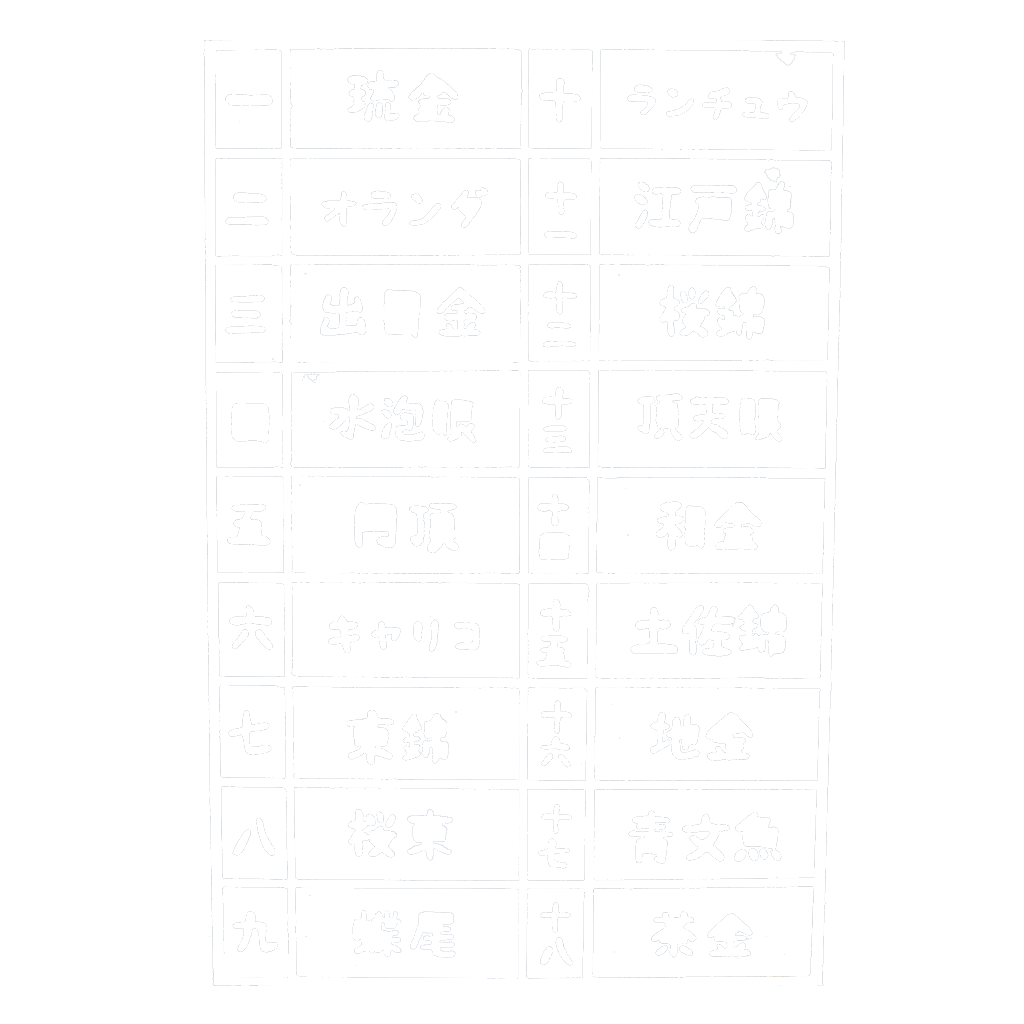 一 琉金
二 オランダ
三 出目金
四 水泡眼
五 丹頂
六 キャリコ
七 東錦
八 桜東
九 蝶尾
十 ランチュウ
十一 江戸錦
十二 桜錦
十三 頂天眼
十四 和金
十五 土佐錦
十六 地金
十七 青文魚
十八 茶金